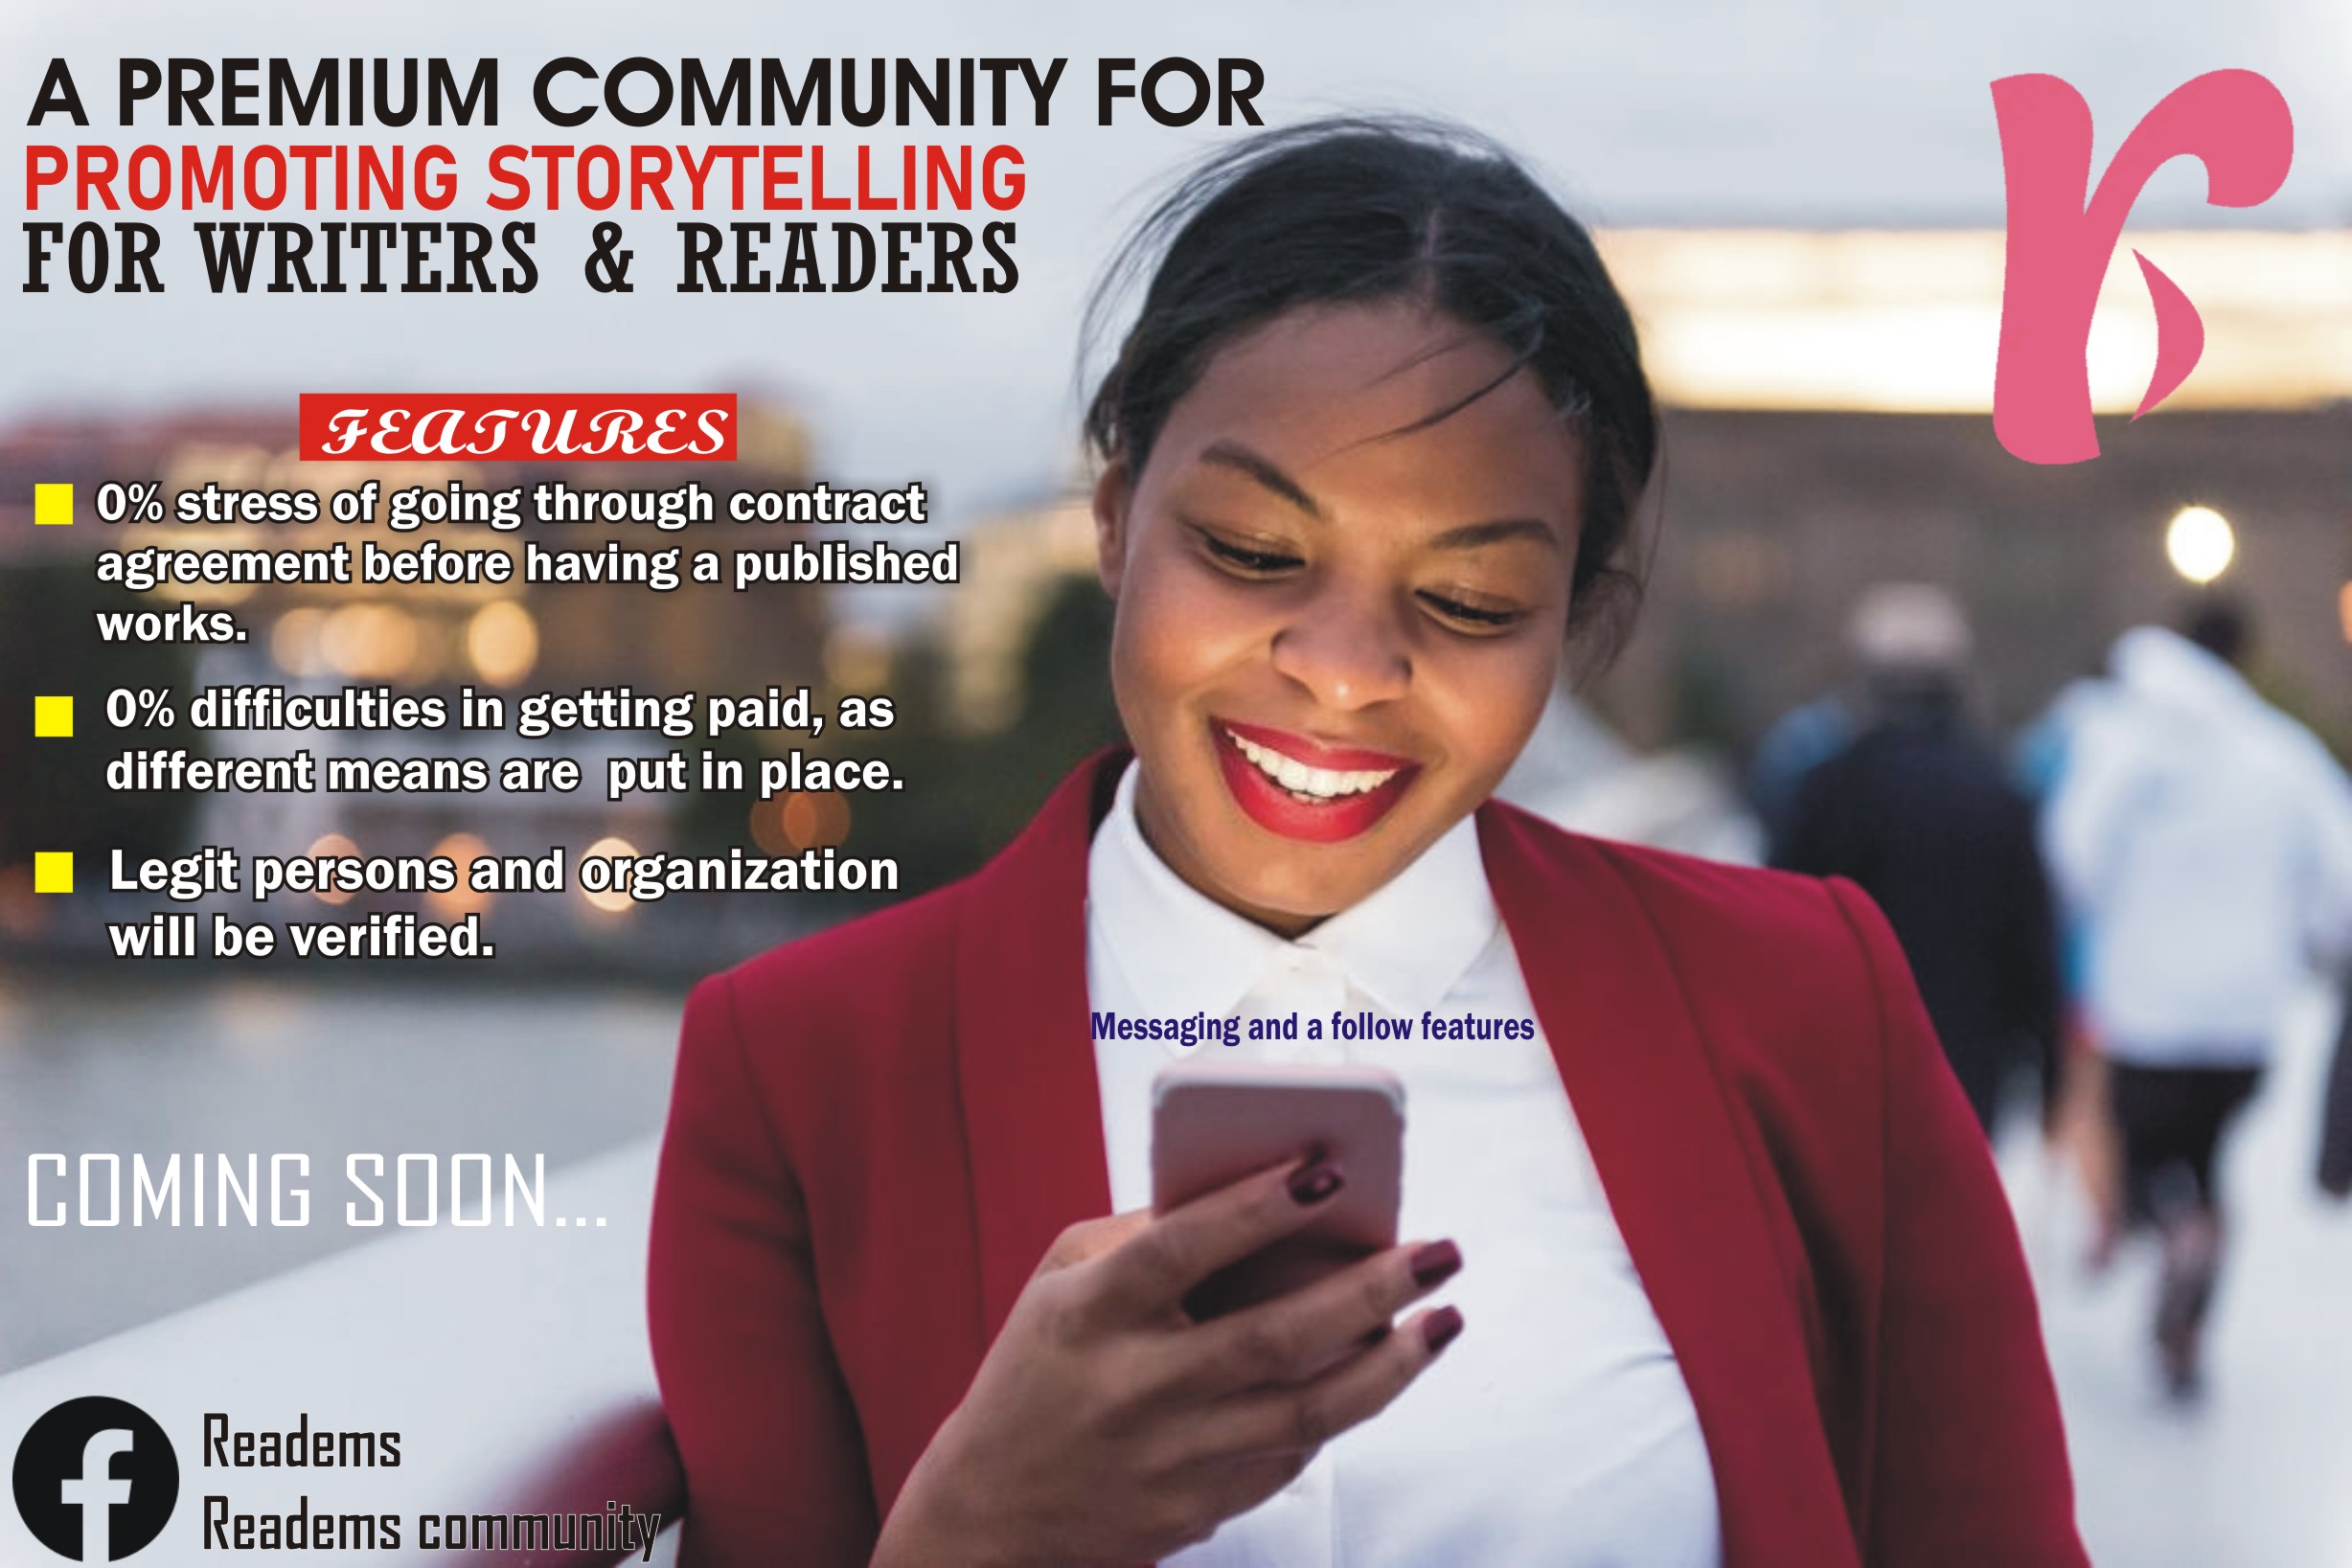 A PREMIUM COMMUNITY FOR
PROMOTING STORYTELLING
FOR WRITERS & READERS
r
FEATURES
0% stress of going through contract
agreement before having a published
works.
0% difficulties in getting paid, as
different means are put in place.
Legit persons and organization
will be verified.
Messaging and a follow features
COMING SOON...
f
Readems
Readems community